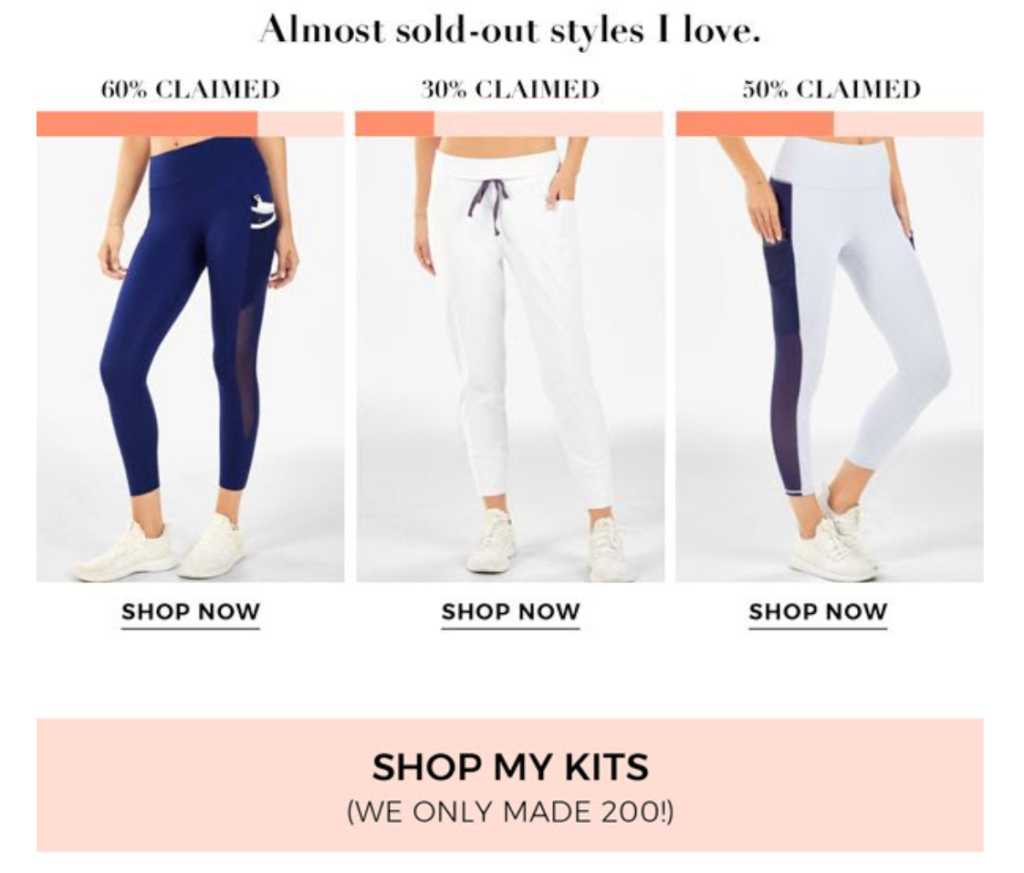 Almost sold-out styles I love.
60% CLAIMED
30% CLAIMED
50% CLAIMED
SHOP NOW
SHOP NOW
SHOP NOW
SHOP MY KITS
(WE ONLY MADE 200!)